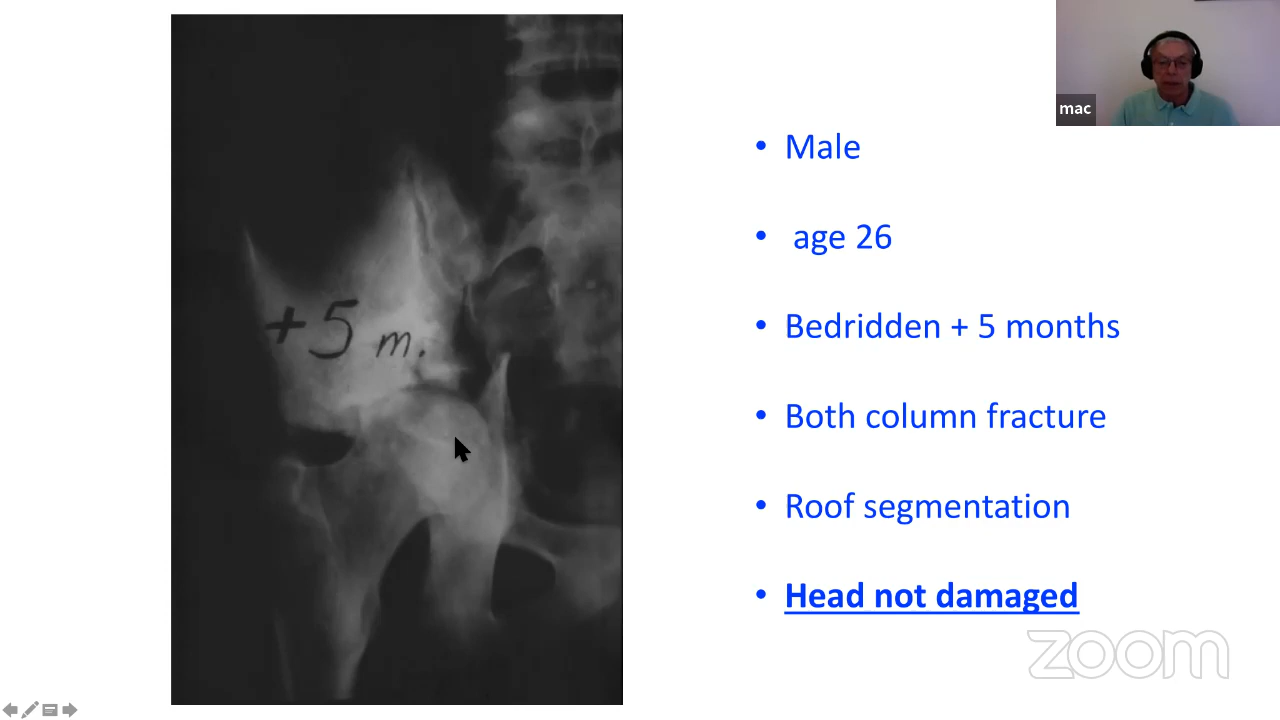 mac
+5 m.
• Male
• age 26
• Bedridden + 5 months
• Both column fracture
• Roof segmentation
• Head not damaged
zoom